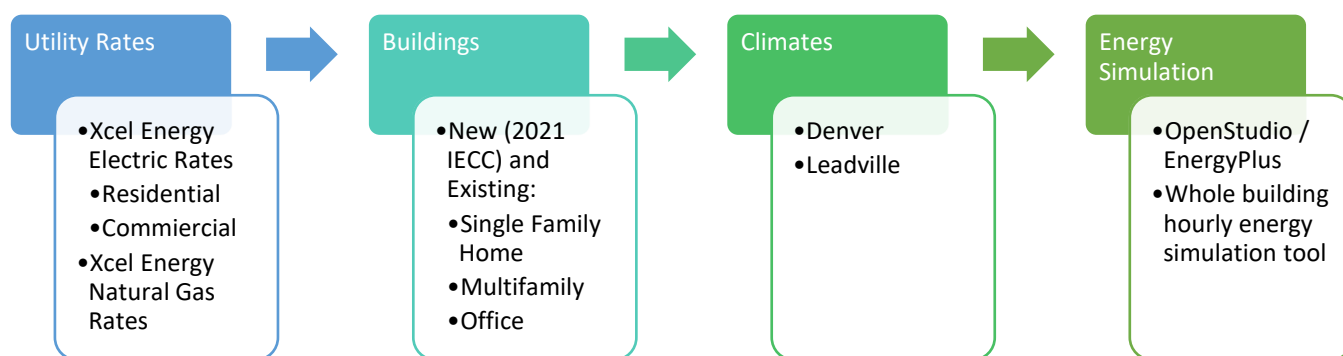 Utility Rates
•Xcel Energy
Electric Rates
•Residential
•Commercial
•Xcel Energy
Natural Gas
Rates
Buildings
•New (2021
IECC) and
Existing:
•Single Family
Home
•Multifamily
•Office
Climates
•Denver
•Leadville
Energy
Simulation
•OpenStudio /
EnergyPlus
•Whole building
hourly energy
simulation tool